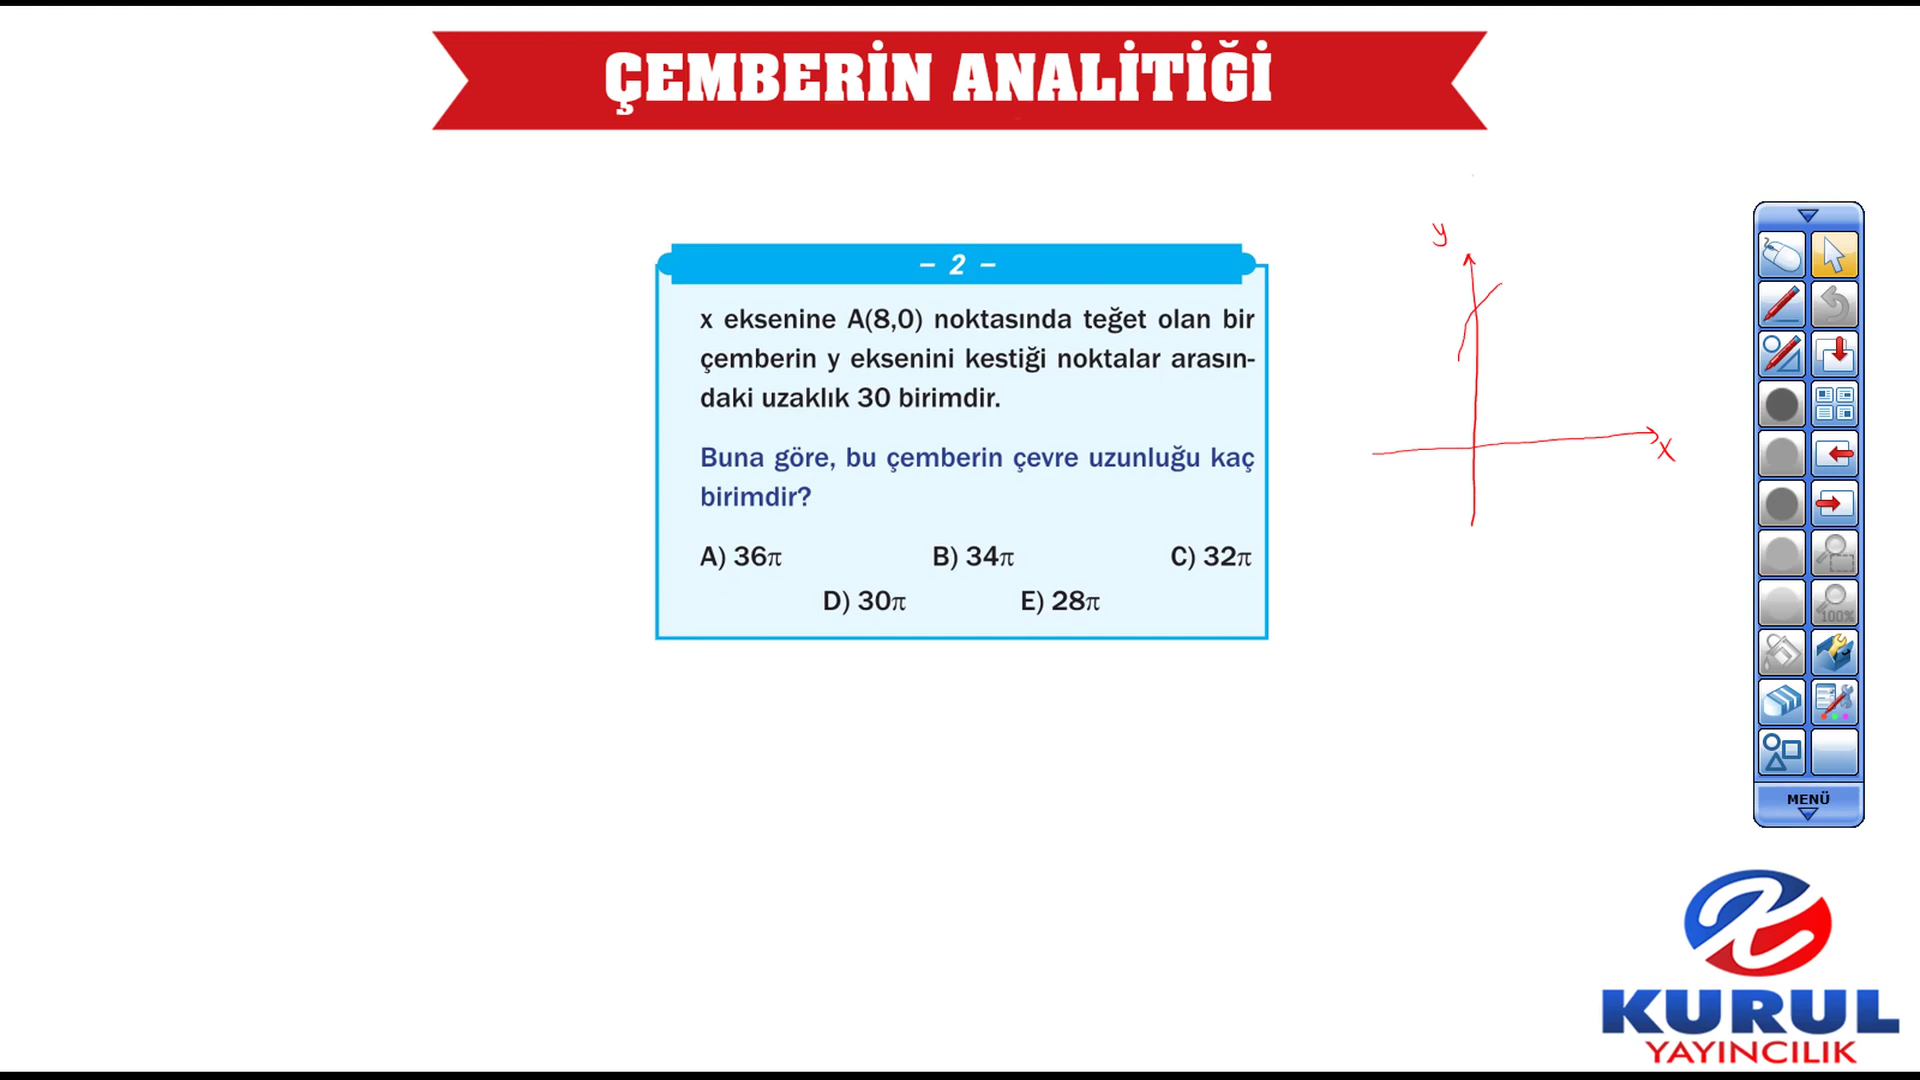 ÇEMBERİN ANALİTİĞİ
– 2 –
x eksenine A(8,0) noktasında teğet olan bir
çemberin y eksenini kestiği noktalar arasın-
daki uzaklık 30 birimdir.
Buna göre, bu çemberin çevre uzunluğu kaç
birimdir?
A) 36π B) 34π C) 32π
D) 30π E) 28π
y
x
100%
MENÜ
KURUL
YAYINCILIK